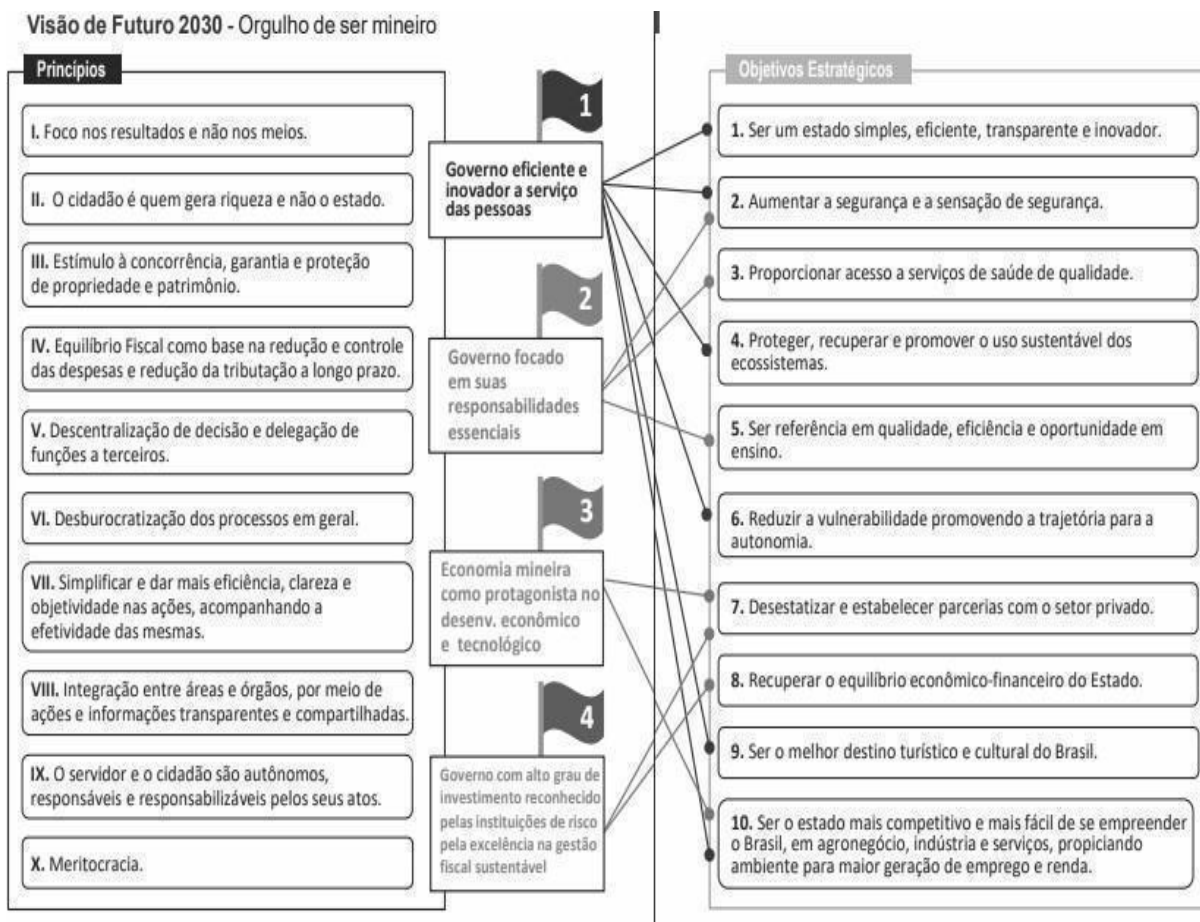 Visão de Futuro 2030 - Orgulho de ser mineiro
Princípios
I. Foco nos resultados e não nos meios.
II. O cidadão é quem gera riqueza e não o estado.
III. Estímulo à concorrência, garantia e proteção
de propriedade e patrimônio.
IV. Equilíbrio Fiscal como base na redução e controle
das despesas e redução da tributação a longo prazo.
V. Descentralização de decisão e delegação de
funções a terceiros.
VI. Desburocratização dos processos em geral.
VII. Simplificar e dar mais eficiência, clareza e
objetividade nas ações, acompanhando a
efetividade das mesmas.
VIII. Integração entre áreas e órgãos, por meio de
ações e informações transparentes e compartilhadas.
IX. O servidor e o cidadão são autônomos,
responsáveis e responsabilizáveis pelos seus atos.
X. Meritocracia.
1
Governo eficiente e
inovador a serviço
das pessoas
2
Governo focado
em suas
responsabilidades
essenciais
3
Economia mineira
como protagonista no
desenv. econômico
e tecnológico
4
Governo com alto grau de
investimento reconhecido
pelas instituições de risco
pela excelência na gestão
fiscal sustentável
Objetivos Estratégicos
1. Ser um estado simples, eficiente, transparente e inovador.
2. Aumentar a segurança e a sensação de segurança.
3. Proporcionar acesso a serviços de saúde de qualidade.
4. Proteger, recuperar e promover o uso sustentável dos
ecossistemas.
5. Ser referência em qualidade, eficiência e oportunidade em
ensino.
6. Reduzir a vulnerabilidade promovendo a trajetória para a
autonomia.
7. Desestatizar e estabelecer parcerias com o setor privado.
8. Recuperar o equilíbrio econômico-financeiro do Estado.
9. Ser o melhor destino turístico e cultural do Brasil.
10. Ser o estado mais competitivo e mais fácil de se empreender
o Brasil, em agronegócio, indústria e serviços, propiciando
ambiente para maior geração de emprego e renda.